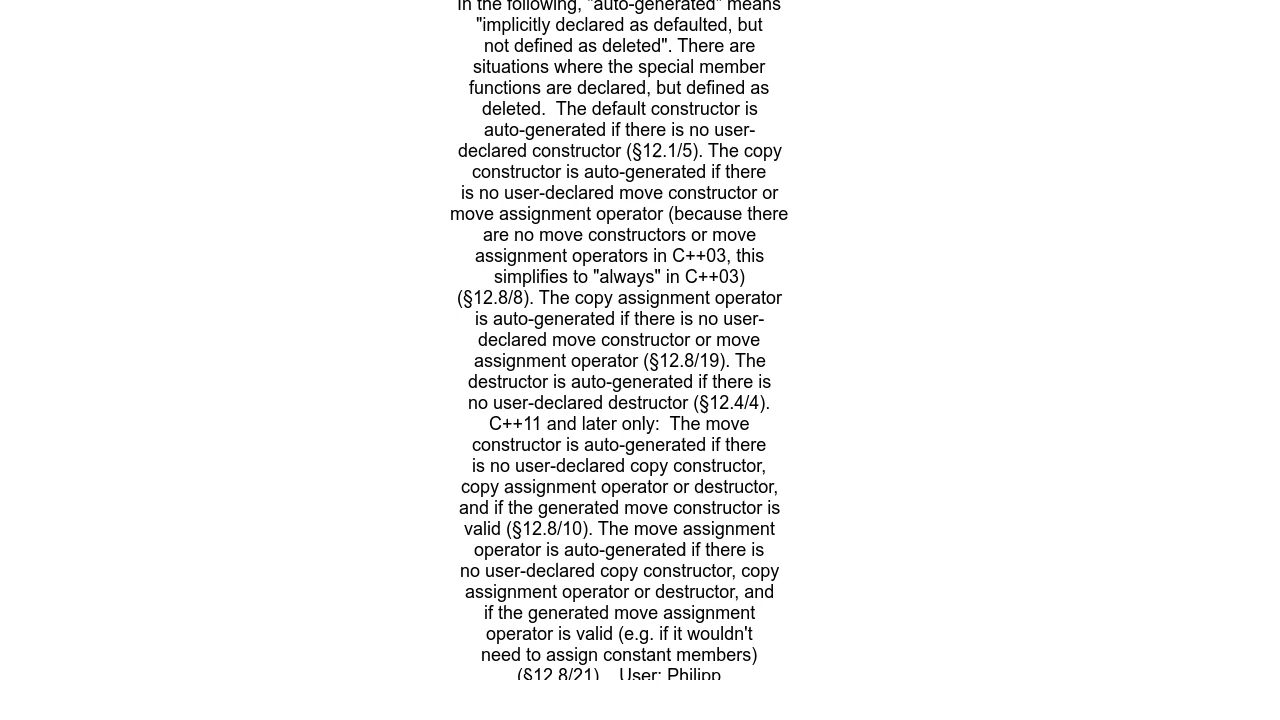 In the following, "auto-generated" means
"implicitly declared as defaulted, but
not defined as deleted". There are
situations where the special member
functions are declared, but defined as
deleted.  The default constructor is
auto-generated if there is no user-
declared constructor (§12.1/5). The copy
constructor is auto-generated if there
is no user-declared move constructor or
move assignment operator (because there
are no move constructors or move
assignment operators in C++03, this
simplifies to "always" in C++03)
(§12.8/8). The copy assignment operator
is auto-generated if there is no user-
declared move constructor or move
assignment operator (§12.8/19). The
destructor is auto-generated if there is
no user-declared destructor (§12.4/4).
C++11 and later only:  The move
constructor is auto-generated if there
is no user-declared copy constructor,
copy assignment operator or destructor,
and if the generated move constructor is
valid (§12.8/10). The move assignment
operator is auto-generated if there is
no user-declared copy constructor, copy
assignment operator or destructor, and
if the generated move assignment
operator is valid (e.g. if it wouldn't
need to assign constant members)
(§12.8/21).   User: Philipp